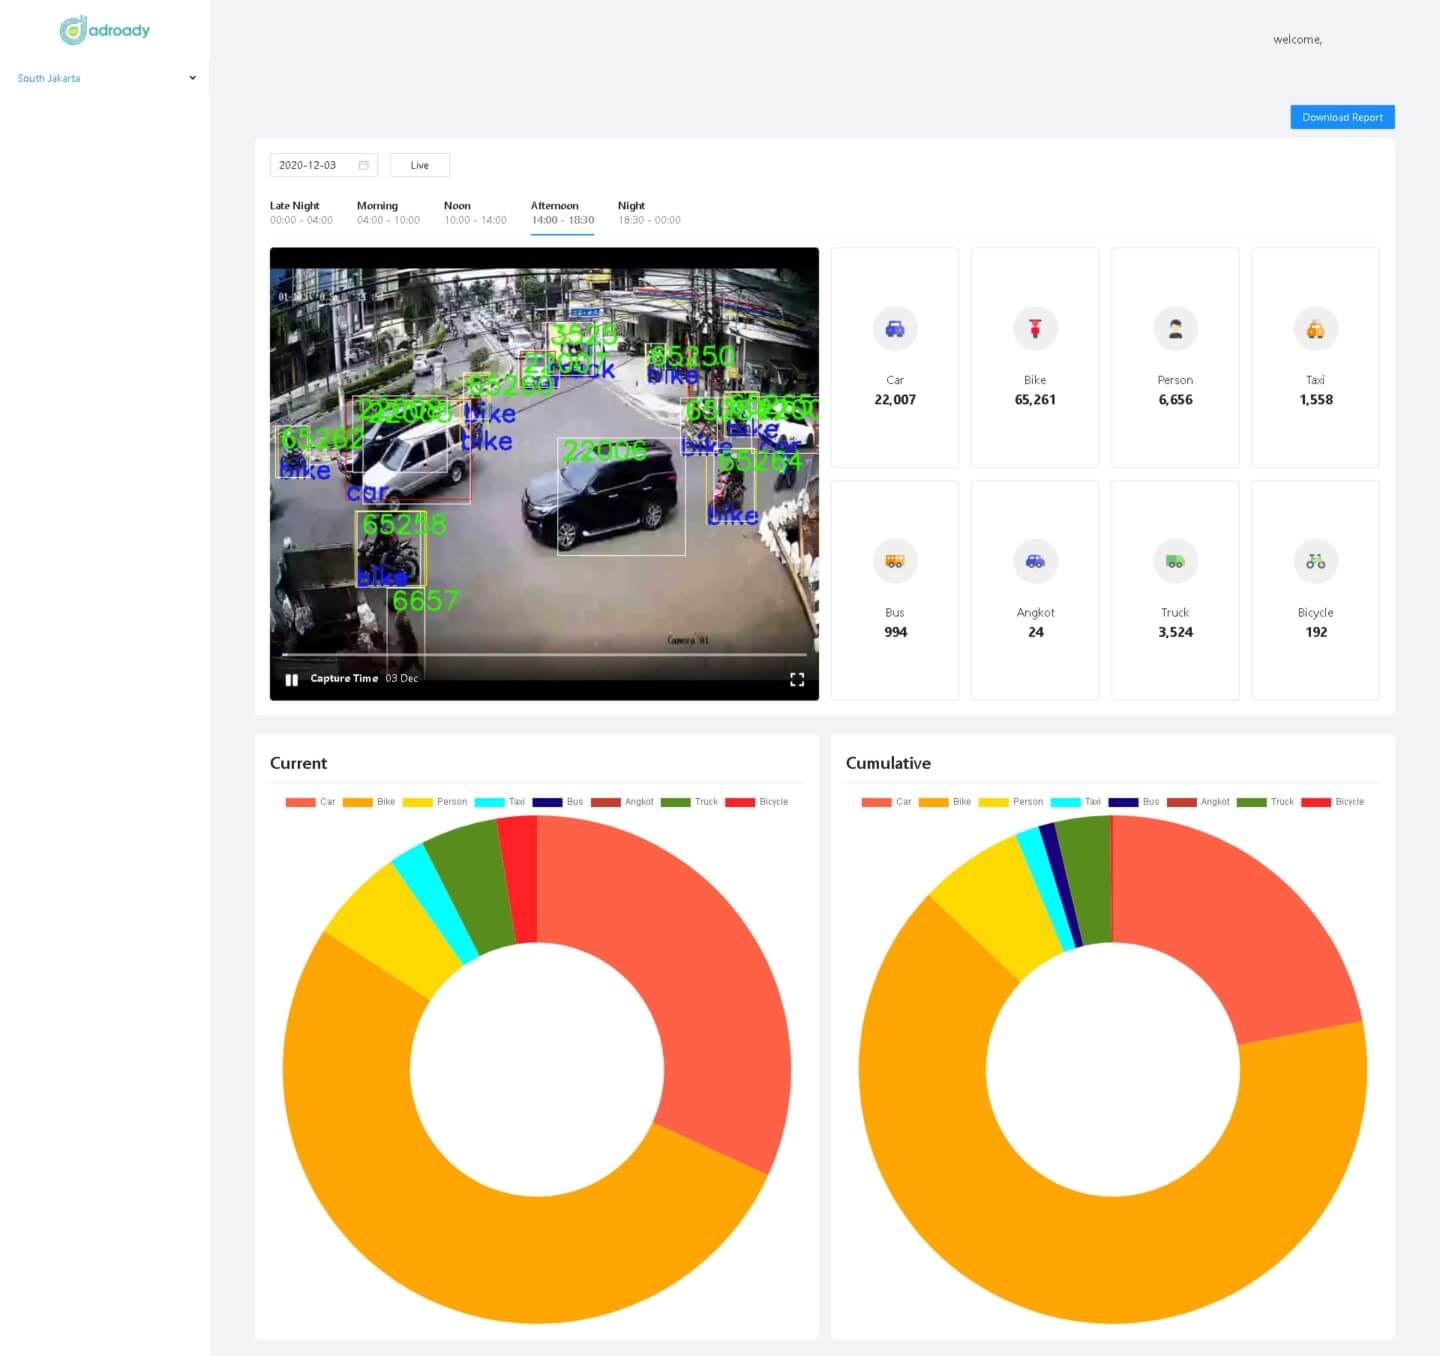 adroady
welcome,
South Jakarta
Download Report
2020-12-03
Live
Late Night
00:00 - 04:00
Morning
04:00 - 10:00
Noon
10:00 - 14:00
Afternoon
14:00 - 18:30
Night
18:30 - 00:00
3525
22007
65250
65260
bike
bike
bike
65262
bike
car
22006
65264
bike
65258
bike
6657
Camera 01
Capture Time 03 Dec
Car
22,007
Bike
65,261
Person
6,656
Taxi
1,558
Bus
994
Angkot
24
Truck
3,524
Bicycle
192
Current
Car Bike Person Taxi Bus Angkot Truck Bicycle
Cumulative
Car Bike Person Taxi Bus Angkot Truck Bicycle